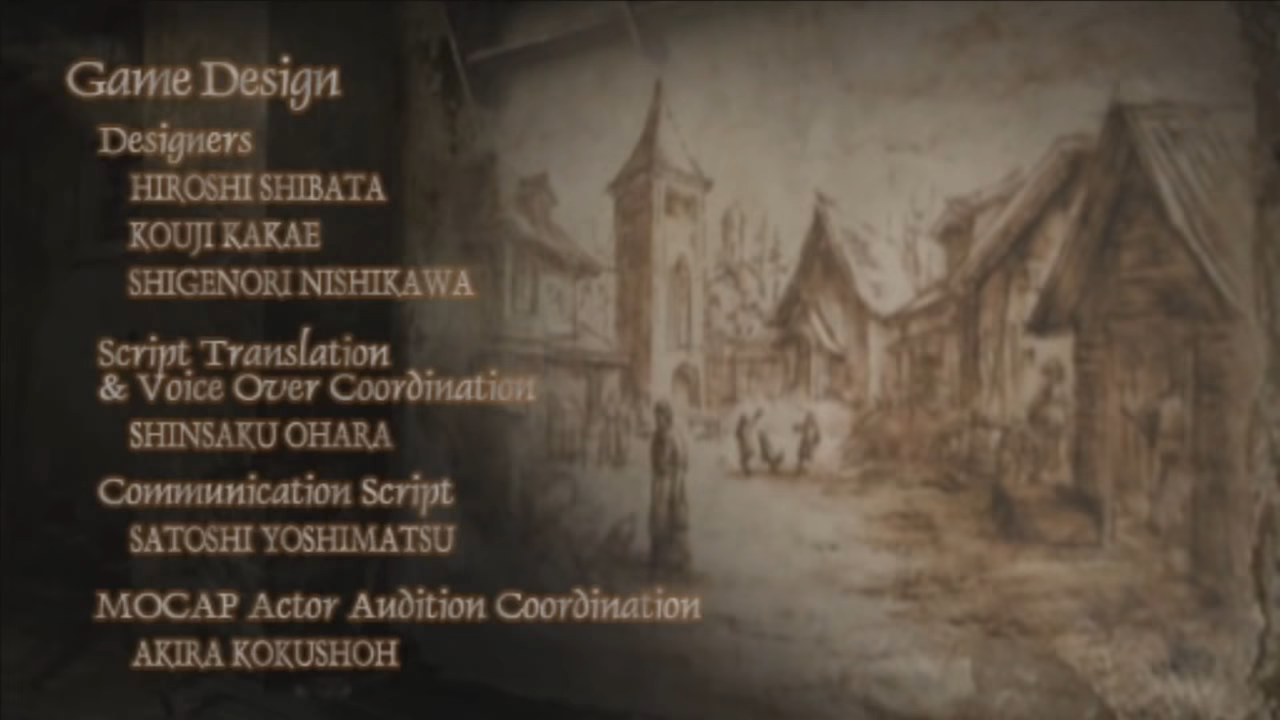 Game Design
Designers
HIROSHI SHIBATA
KOUJI KAKAE
SHIGENORI NISHIKAWA
Script Translation
& Voice Over Coordination
SHINSAKU OHARA
Communication Script
SATOSHI YOSHIMATSU
MOCAP Actor Audition Coordination
AKIRA KOKUSHOH